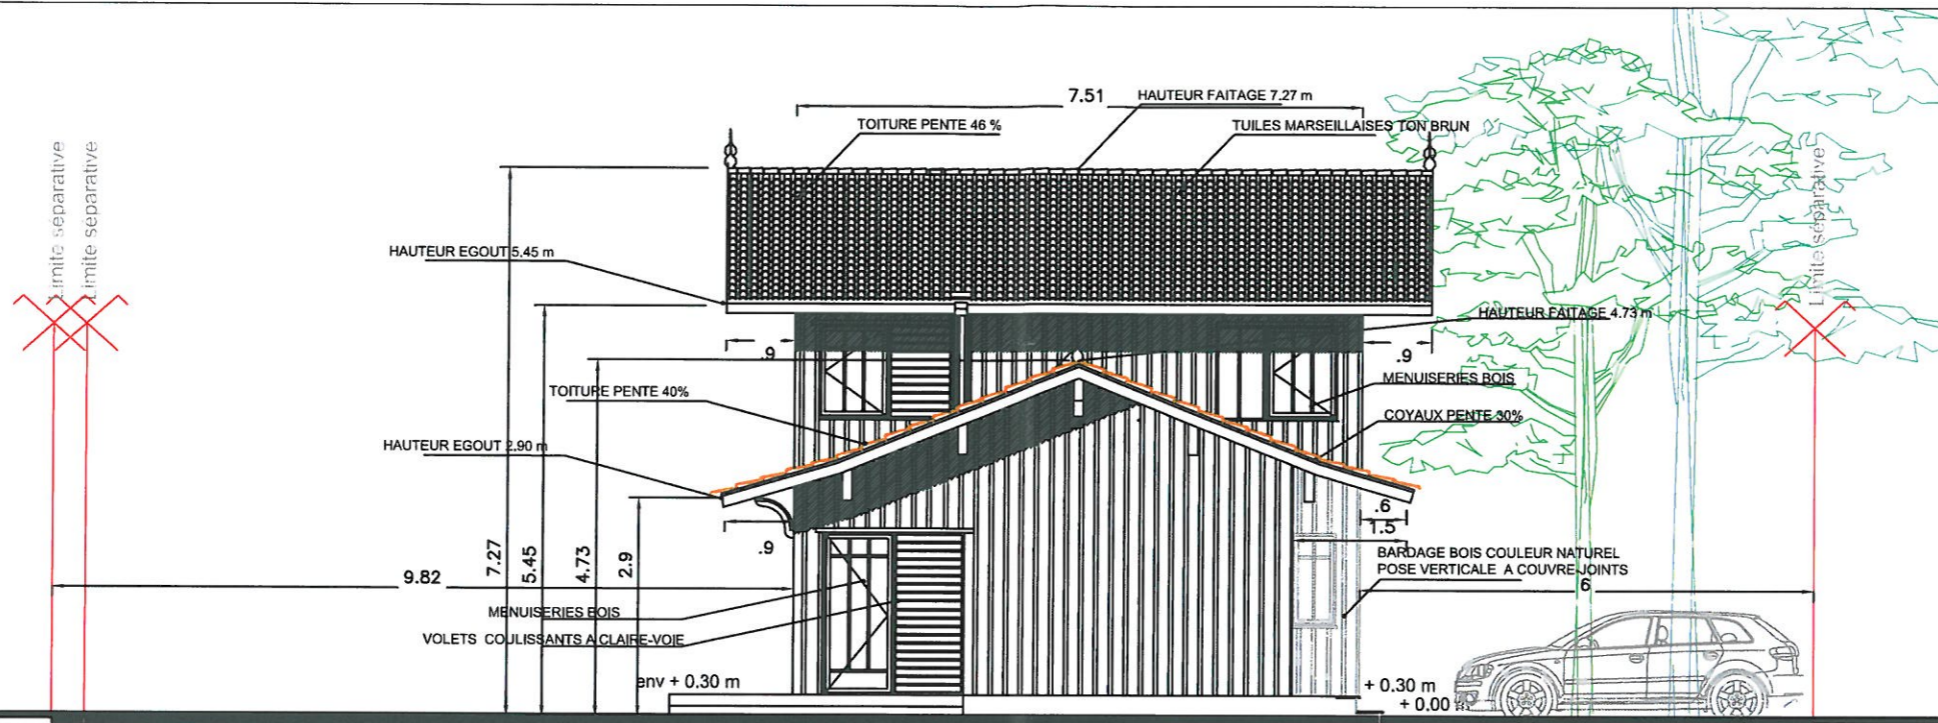 7.51
HAUTEUR FAITAGE 7.27 m
TOITURE PENTE 46 %
TUILES MARSEILLAISES TON BRUN
Limite séparative
Limite séparative
Limite séparative
HAUTEUR EGOUT 5.45 m
HAUTEUR FAITAGE 4.73 m
.9
.9
MENUISERIES BOIS
TOITURE PENTE 40%
COYAUX PENTE 30%
HAUTEUR EGOUT 2.90 m
.6
1.5
.9
7.27
5.45
4.73
2.9
BARDAGE BOIS COULEUR NATUREL
POSE VERTICALE A COUVRE-JOINTS
9.82
6
MENUISERIES BOIS
VOLETS COULISSANTS A CLAIRE-VOIE
env + 0.30 m
+ 0.30 m
+ 0.00